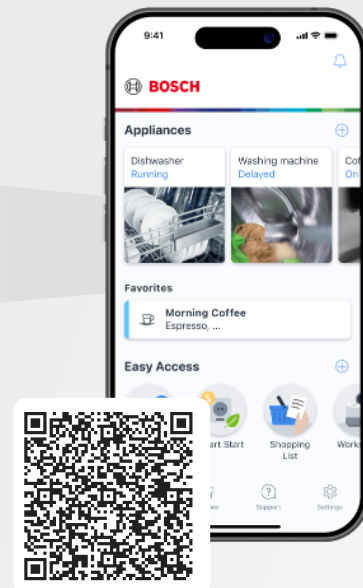 9:41
BOSCH
Appliances
Dishwasher
Running
Washing machine
Delayed
On
Favorites
Morning Coffee
Espresso, ...
Easy Access
Start
Shopping
List
Support
Settings